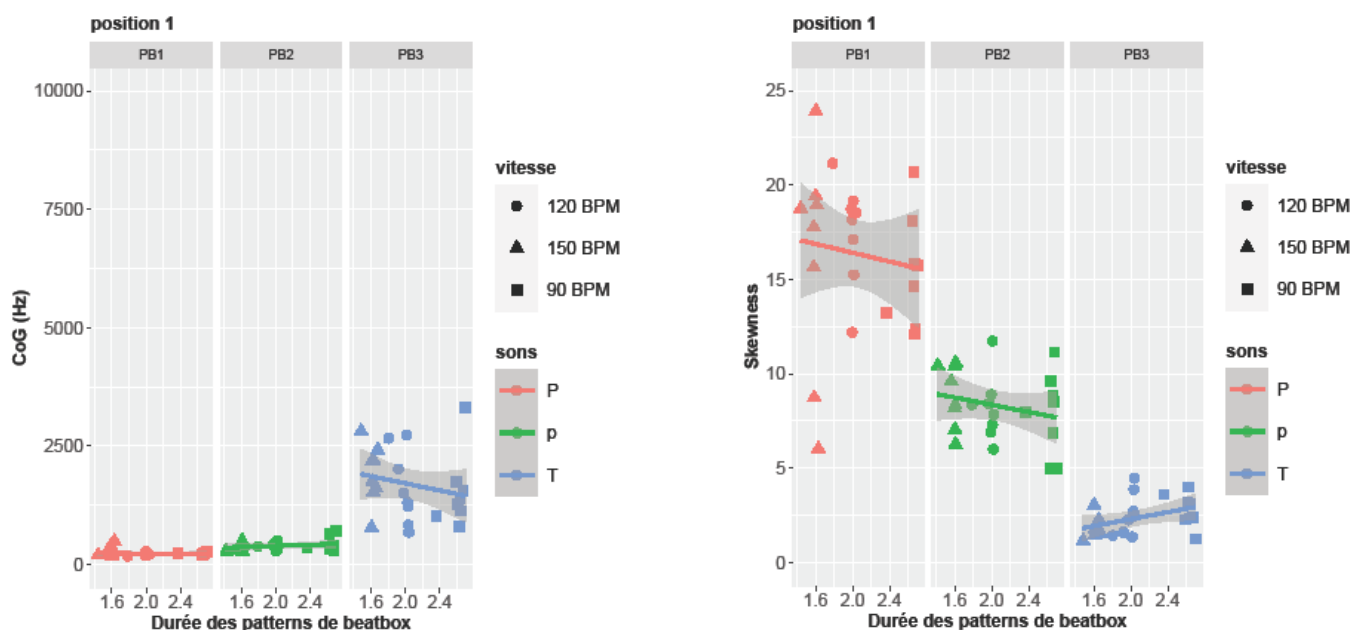 position 1
PB1 PB2 PB3
10000
7500
5000
2500
0
CoG (Hz)
1.6 2.0 2.4 1.6 2.0 2.4 1.6 2.0 2.4
Durée des patterns de beatbox
vitesse
120 BPM
150 BPM
90 BPM
sons
P
p
T
position 1
PB1 PB2 PB3
25
20
15
10
5
0
Skewness
1.6 2.0 2.4 1.6 2.0 2.4 1.6 2.0 2.4
Durée des patterns de beatbox
vitesse
120 BPM
150 BPM
90 BPM
sons
P
p
T